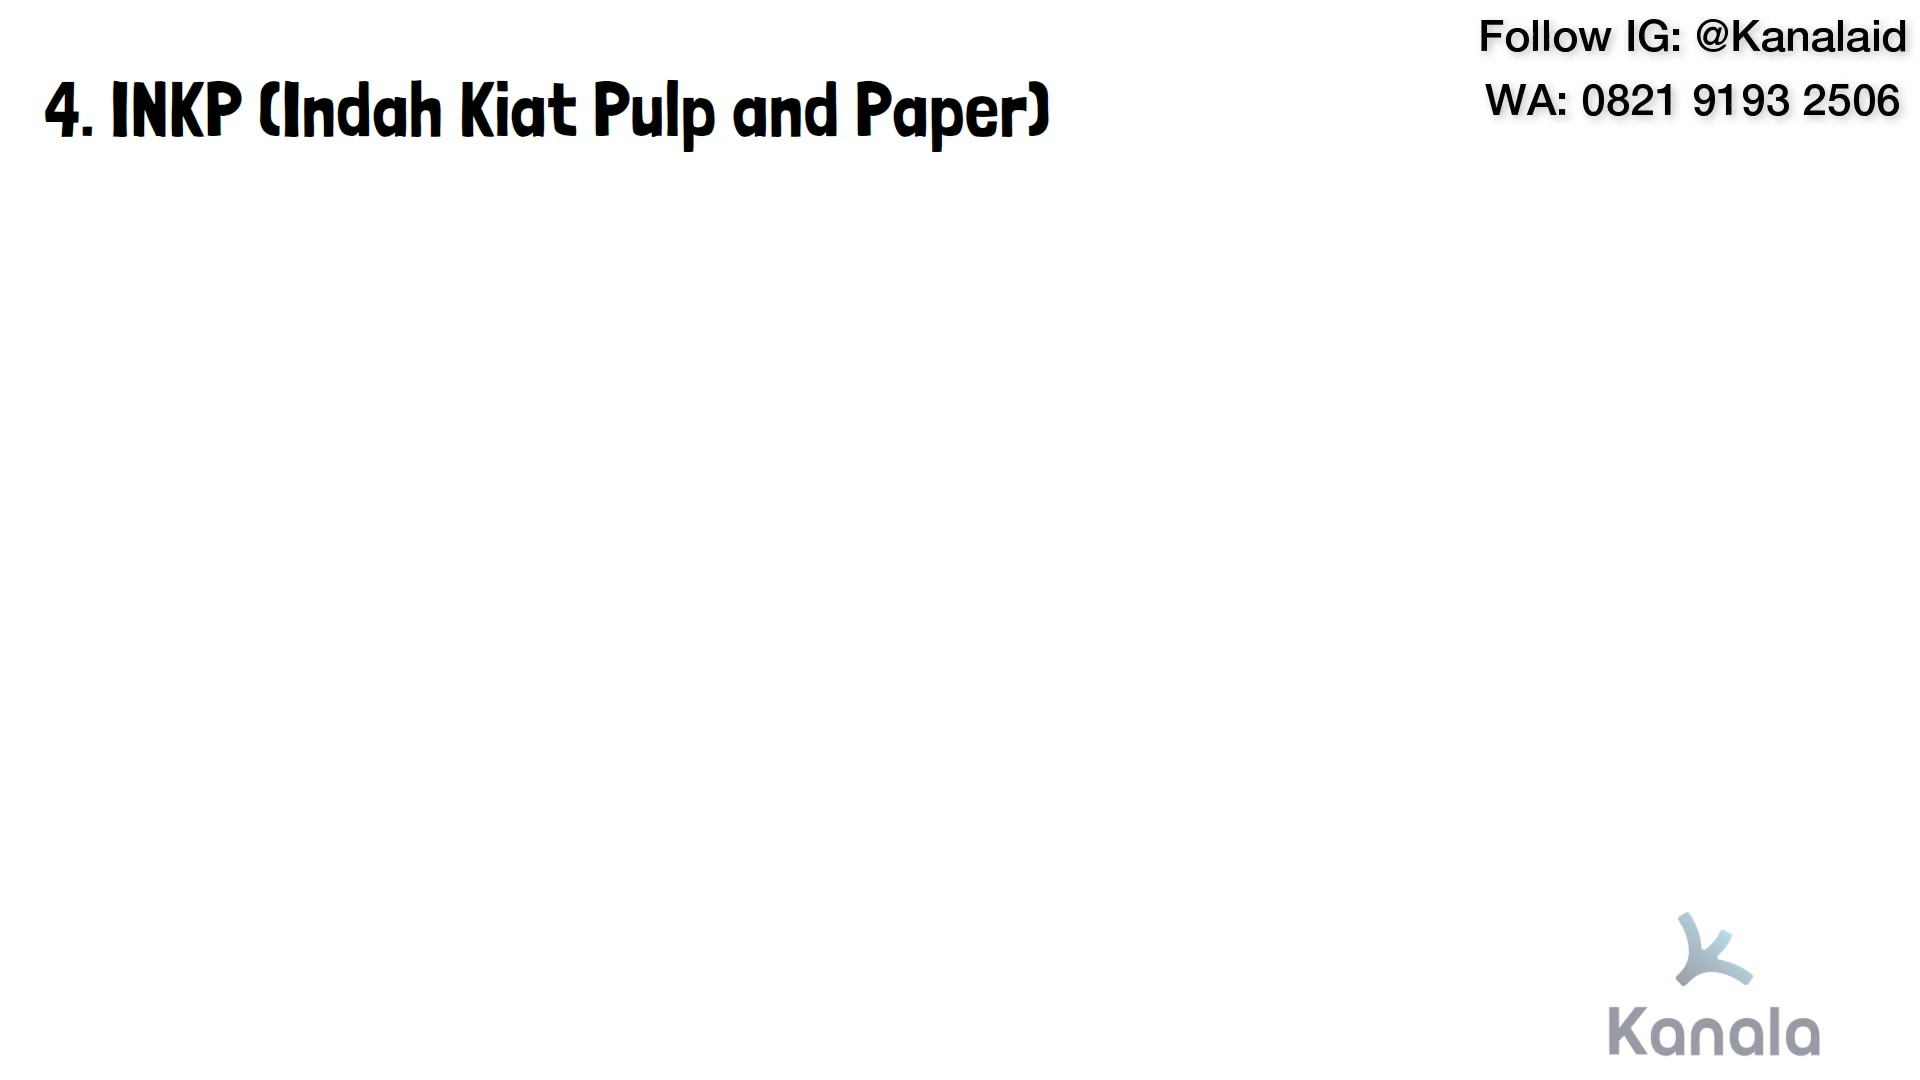 Follow IG: @Kanalaid
WA: 0821 9193 2506
4. INKP (Indah Kiat Pulp and Paper)
Kanala